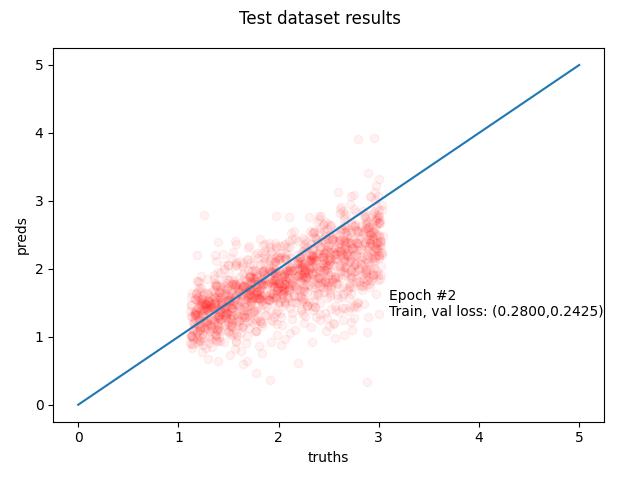 Test dataset results
5
4
3
2
1
0
preds
Epoch #2
Train, val loss: (0.2800,0.2425)
0 1 2 3 4 5
truths